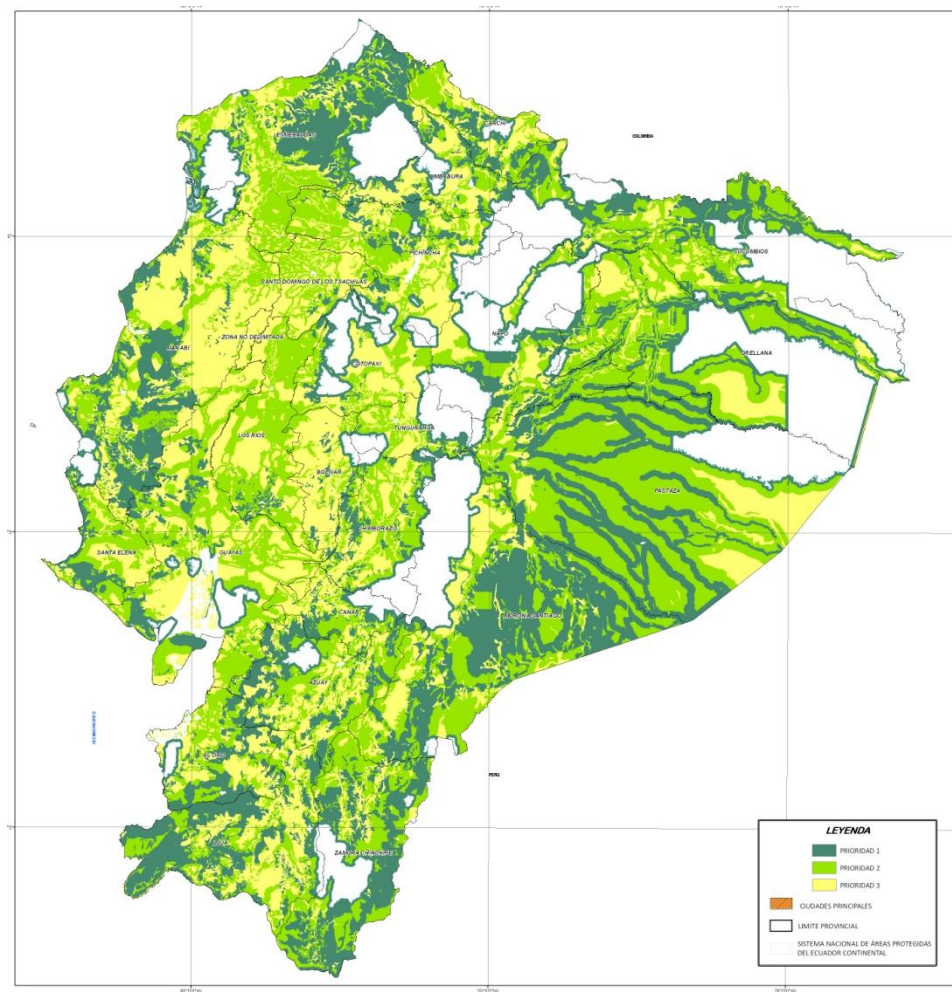 COLOMBIA
ESMERALDAS
CARCHI
IMBABURA
PICHINCHA
SUCUMBIOS
SANTO DOMINGO DE LOS TSACHILAS
ZONA NO DELIMITADA
NAPO
MANABI
COTOPAXI
ORELLANA
LOS RIOS
TUNGURAHUA
BOLIVAR
PASTAZA
CHIMBORAZO
SANTA ELENA
GUAYAS
CAÑAR
MORONA SANTIAGO
AZUAY
EL ORO
PERU
LOJA
ZAMORA CHINCHIPE
LEYENDA
PRIORIDAD 1
PRIORIDAD 2
PRIORIDAD 3
CIUDADES PRINCIPALES
LIMITE PROVINCIAL
SISTEMA NACIONAL DE ÁREAS PROTEGIDAS
DEL ECUADOR CONTINENTAL